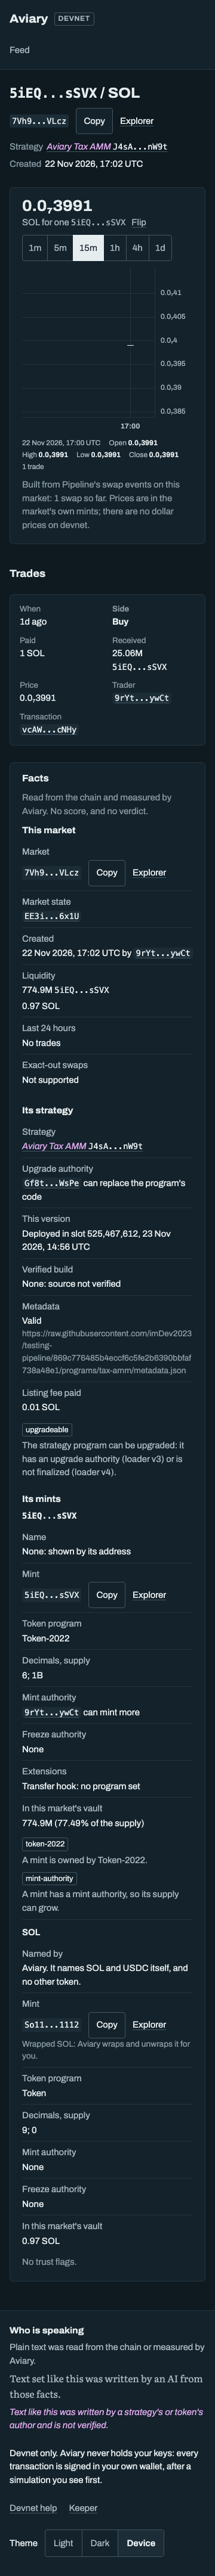 Aviary DEVNET
Feed
5iEQ...sSVX / SOL
7Vh9...VLcz Copy Explorer
Strategy Aviary Tax AMM J4sA...nW9t
Created 22 Nov 2026, 17:02 UTC
0.0₇3991
SOL for one 5iEQ...sSVX Flip
1m 5m 15m 1h 4h 1d
0.0₇41
0.0₇405
0.0₇4
0.0₇395
0.0₇39
0.0₇385
17:00
22 Nov 2026, 17:00 UTC Open 0.0₇3991
High 0.0₇3991 Low 0.0₇3991 Close 0.0₇3991
1 trade
Built from Pipeline's swap events on this
market: 1 swap so far. Prices are in the
market's own mints; there are no dollar
prices on devnet.
Trades
When Side
1d ago Buy
Paid Received
1 SOL 25.06M
5iEQ...sSVX
Price Trader
0.0₇3991 9rYt...ywCt
Transaction
vcAW...cNHy
Facts
Read from the chain and measured by
Aviary. No score, and no verdict.
This market
Market
7Vh9...VLcz Copy Explorer
Market state
EE3i...6x1U
Created
22 Nov 2026, 17:02 UTC by 9rYt...ywCt
Liquidity
774.9M 5iEQ...sSVX
0.97 SOL
Last 24 hours
No trades
Exact-out swaps
Not supported
Its strategy
Strategy
Aviary Tax AMM J4sA...nW9t
Upgrade authority
Gf8t...WsPe can replace the program's
code
This version
Deployed in slot 525,467,612, 23 Nov
2026, 14:56 UTC
Verified build
None: source not verified
Metadata
Valid
https://raw.githubusercontent.com/imDev2023
/testing-
pipeline/869c776485b4eccf6c5fe2b6390bbfaf
738a48e1/programs/tax-amm/metadata.json
Listing fee paid
0.01 SOL
upgradeable
The strategy program can be upgraded: it
has an upgrade authority (loader v3) or is
not finalized (loader v4).
Its mints
5iEQ...sSVX
Name
None: shown by its address
Mint
5iEQ...sSVX Copy Explorer
Token program
Token-2022
Decimals, supply
6; 1B
Mint authority
9rYt...ywCt can mint more
Freeze authority
None
Extensions
Transfer hook: no program set
In this market's vault
774.9M (77.49% of the supply)
token-2022
A mint is owned by Token-2022.
mint-authority
A mint has a mint authority, so its supply
can grow.
SOL
Named by
Aviary. It names SOL and USDC itself, and
no other token.
Mint
So11...1112 Copy Explorer
Wrapped SOL: Aviary wraps and unwraps it for
you.
Token program
Token
Decimals, supply
9; 0
Mint authority
None
Freeze authority
None
In this market's vault
0.97 SOL
No trust flags.
Who is speaking
Plain text was read from the chain or measured by
Aviary.
Text set like this was written by an AI from
those facts.
Text like this was written by a strategy's or token's
author and is not verified.
Devnet only. Aviary never holds your keys: every
transaction is signed in your own wallet, after a
simulation you see first.
Devnet help Keeper
Theme Light Dark Device